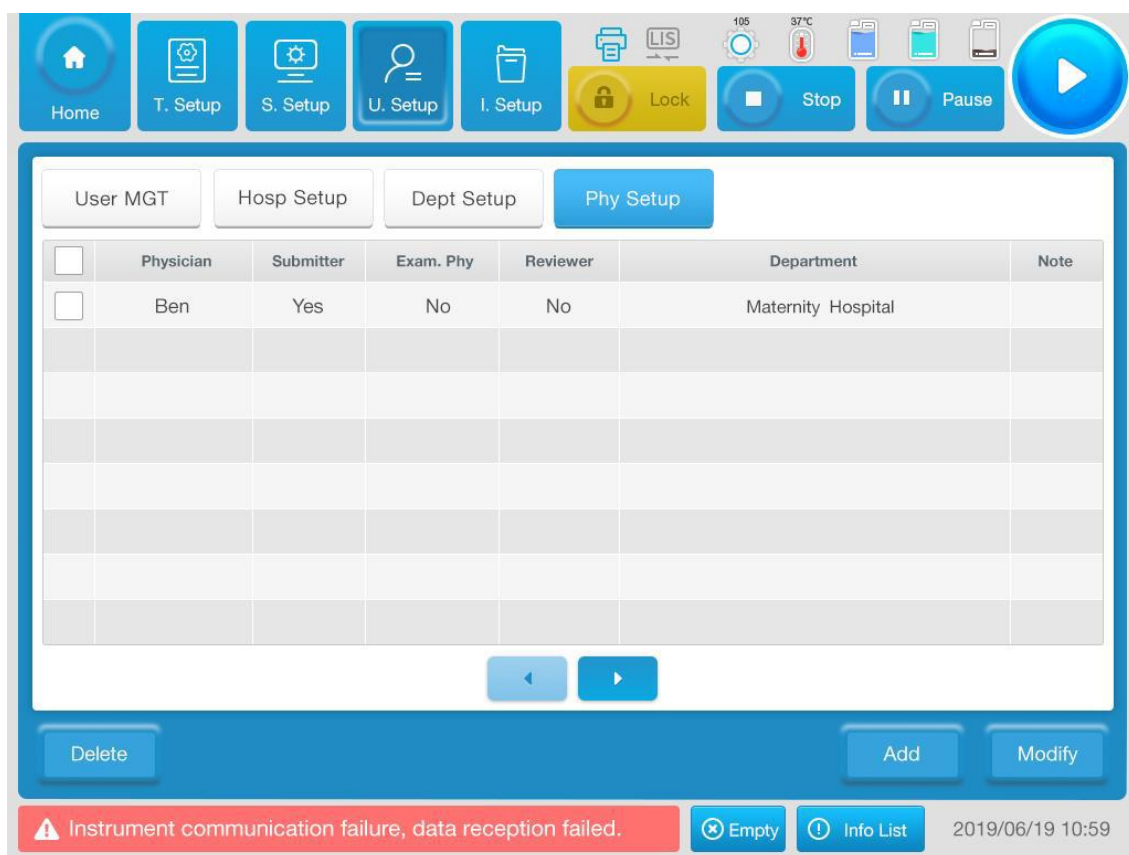 105 37°C
LIS
Home T. Setup S. Setup U. Setup I. Setup Lock Stop Pause
User MGT Hosp Setup Dept Setup Phy Setup
Physician Submitter Exam. Phy Reviewer Department Note
Ben Yes No No Maternity Hospital
Delete Add Modify
Instrument communication failure, data reception failed. Empty Info List 2019/06/19 10:59